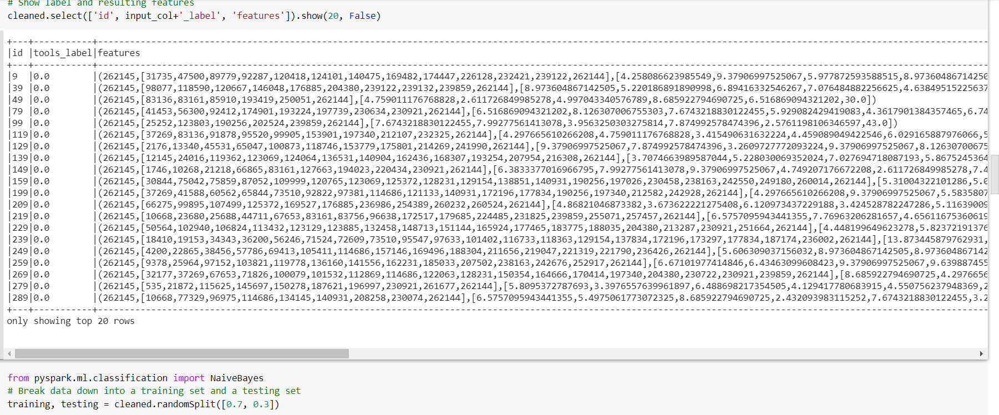 # Show label and resulting features
cleaned.select(['id', input_col+'_label', 'features']).show(20, False)
+---+-----------+---------------------------------------------------------------
|id |tools_label|features
+---+-----------+---------------------------------------------------------------
|9  |0.0        |(262145,[31735,47500,89779,92287,120418,124101,140475,169482,174447,226128,232421,239122,262144],[4.258086623985549,9.37906997525067,5.977872593588515,8.97360486714250
|39 |0.0        |(262145,[98077,118590,120667,146048,176885,204380,239122,239132,239859,262144],[8.973604867142505,5.220186891890998,6.89416332546267,7.076484882256625,4.63849515225637
|49 |0.0        |(262145,[83136,83161,85910,193419,250051,262144],[4.759011176768828,2.611726849985278,4.997043340576789,8.685922794690725,6.516869094321202,30.0])
|79 |0.0        |(262145,[41453,56300,92412,174901,193224,197739,230634,230921,262144],[6.516869094321202,8.126307006755303,7.6743218830122455,5.929082429419083,4.3617901384357465,6.74
|99 |0.0        |(262145,[25252,123803,190256,202524,239859,262144],[7.6743218830122455,7.99277561413078,3.9563250303275814,7.874992578474396,2.5761198106346597,43.0])
|119|0.0        |(262145,[37269,83136,91878,95520,99905,153901,197340,212107,232325,262144],[4.297665610266208,4.759011176768828,3.415490631632224,4.459089049422546,6.029165887976066,5
|129|0.0        |(262145,[2176,13340,45531,65047,100873,118746,153779,175801,214269,241990,262144],[9.37906997525067,7.874992578474396,3.2609727772093224,9.37906997525067,8.12630700675
|139|0.0        |(262145,[12145,24016,119362,123069,124064,136531,140904,162436,168307,193254,207954,216308,262144],[3.7074663989587044,5.228030069352024,7.027694718087193,5.8675245364
|149|0.0        |(262145,[1746,10268,21218,66865,83161,127663,194023,220434,230921,262144],[6.3833377016966795,7.99277561413078,9.37906997525067,4.749207176672208,2.611726849985278,7.4
|159|0.0        |(262145,[30844,75042,75859,87052,109999,120765,123069,125372,128231,129154,138851,140931,190256,197026,230458,238163,242550,249180,260014,262144],[5.31004322101286,5.0
|199|0.0        |(262145,[37269,41588,60562,65844,73510,92822,97381,114686,121133,140931,172196,177834,190256,197340,212582,242928,262144],[4.297665610266208,9.37906997525067,5.5835807
|209|0.0        |(262145,[66275,99895,107499,125372,169527,176885,236986,254389,260232,260524,262144],[4.86821046873382,3.673622221275408,6.120973437229188,3.424528782247286,5.11639009
|219|0.0        |(262145,[10668,23680,25688,44711,67653,83161,83756,96638,172517,179685,224485,231825,239859,255071,257457,262144],[6.5757095943441355,7.76963206281657,4.65611675360619
|229|0.0        |(262145,[50564,102940,106824,113432,123129,123885,132458,148713,151144,165924,177465,183775,188035,204380,213287,230921,251664,262144],[4.448199649623278,5.82372191376
|239|0.0        |(262145,[18410,19153,34343,36200,56246,71524,72609,73510,95547,97633,101402,116733,118363,129154,137834,172196,173297,177834,187174,236002,262144],[13.873445879762931,
|249|0.0        |(262145,[4200,22865,38456,57786,69413,105411,114686,157146,169496,188304,211656,219047,221319,221790,236426,262144],[5.606309037156032,8.973604867142505,8.973604867142
|259|0.0        |(262145,[9378,25964,97152,103821,119778,136160,141556,162231,185033,207502,238163,242676,252917,262144],[6.67101977414846,6.43463099608423,9.37906997525067,9.639887455
|269|0.0        |(262145,[32177,37269,67653,71826,100079,101532,112869,114686,122063,128231,150354,164666,170414,197340,204380,230722,230921,239859,262144],[8.685922794690725,4.2976656
|279|0.0        |(262145,[535,21872,115625,145697,150278,187621,196997,230921,261677,262144],[5.8095372787693,3.3976557639961897,6.488698217354505,4.129417780683915,4.550756237948369,2
|289|0.0        |(262145,[10668,77329,96975,114686,134145,140931,208258,230074,262144],[6.5757095943441355,5.4975061773072325,8.685922794690725,2.432093983115252,7.6743218830122455,3.2
+---+-----------+---------------------------------------------------------------
only showing top 20 rows
from pyspark.ml.classification import NaiveBayes
# Break data down into a training set and a testing set
training, testing = cleaned.randomSplit([0.7, 0.3])